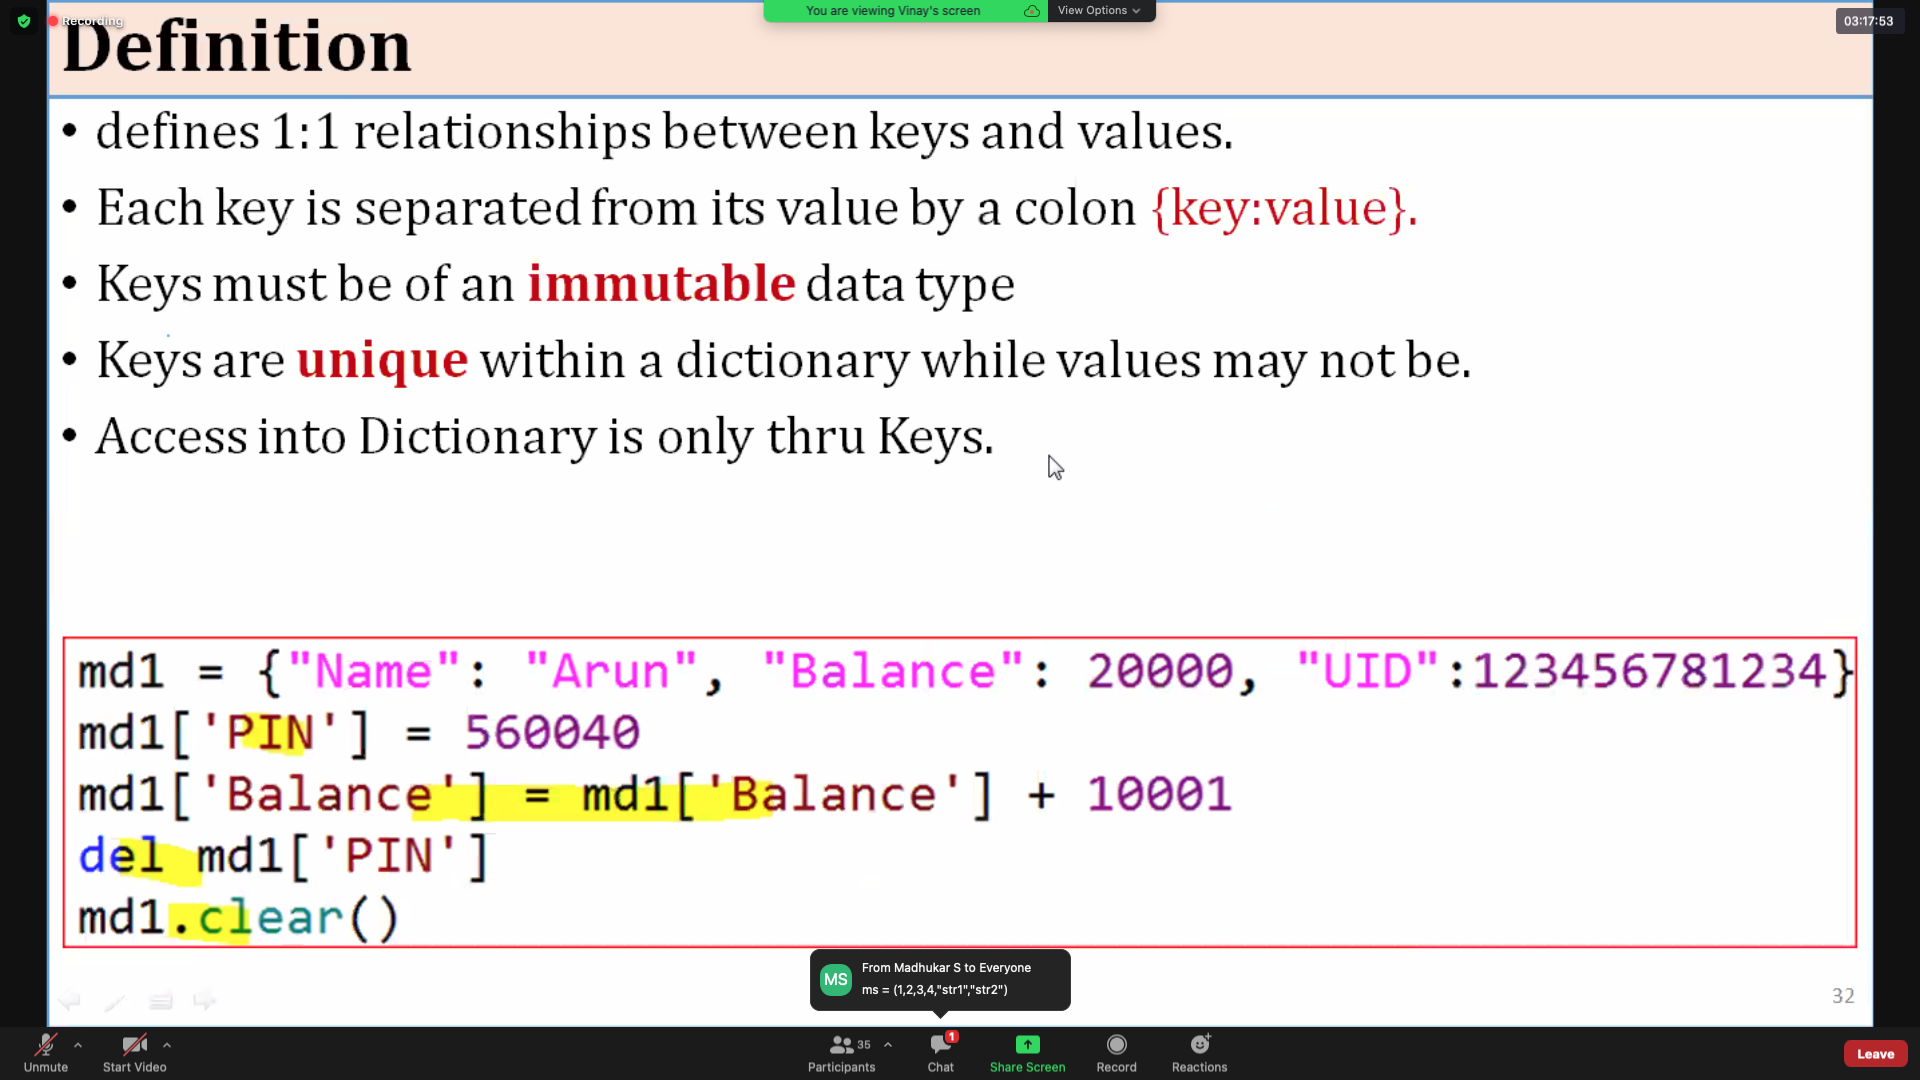 Recording
You are viewing Vinay's screen
View Options
03:17:53
Definition
• defines 1:1 relationships between keys and values.
• Each key is separated from its value by a colon {key:value}.
• Keys must be of an immutable data type
• Keys are unique within a dictionary while values may not be.
• Access into Dictionary is only thru Keys.
md1 = {"Name": "Arun", "Balance": 20000, "UID":123456781234}
md1['PIN'] = 560040
md1['Balance'] = md1['Balance'] + 10001
del md1['PIN']
md1.clear()
MS
From Madhukar S to Everyone
ms = (1,2,3,4,"str1","str2")
32
Unmute
Start Video
35
Participants
1
Chat
Share Screen
Record
Reactions
Leave